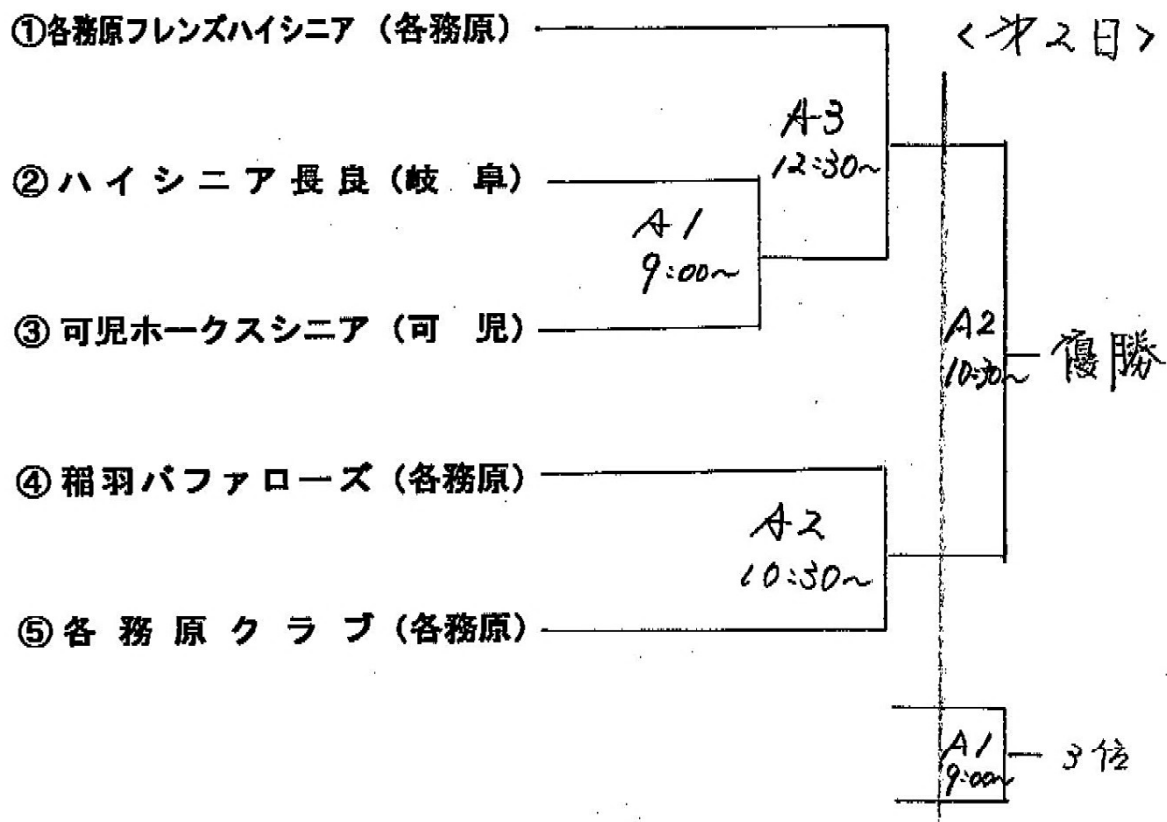 ①各務原フレンズハイシニア（各務原）
<才2日>
A-3
12:30~
②ハイシニア長良（岐 阜）
A1
9:00~
③可児ホークスシニア（可 児）
A2
10:30~
優勝
④稲羽バファローズ（各務原）
A2
10:30~
⑤各務原クラブ（各務原）
A1
9:00~
3位